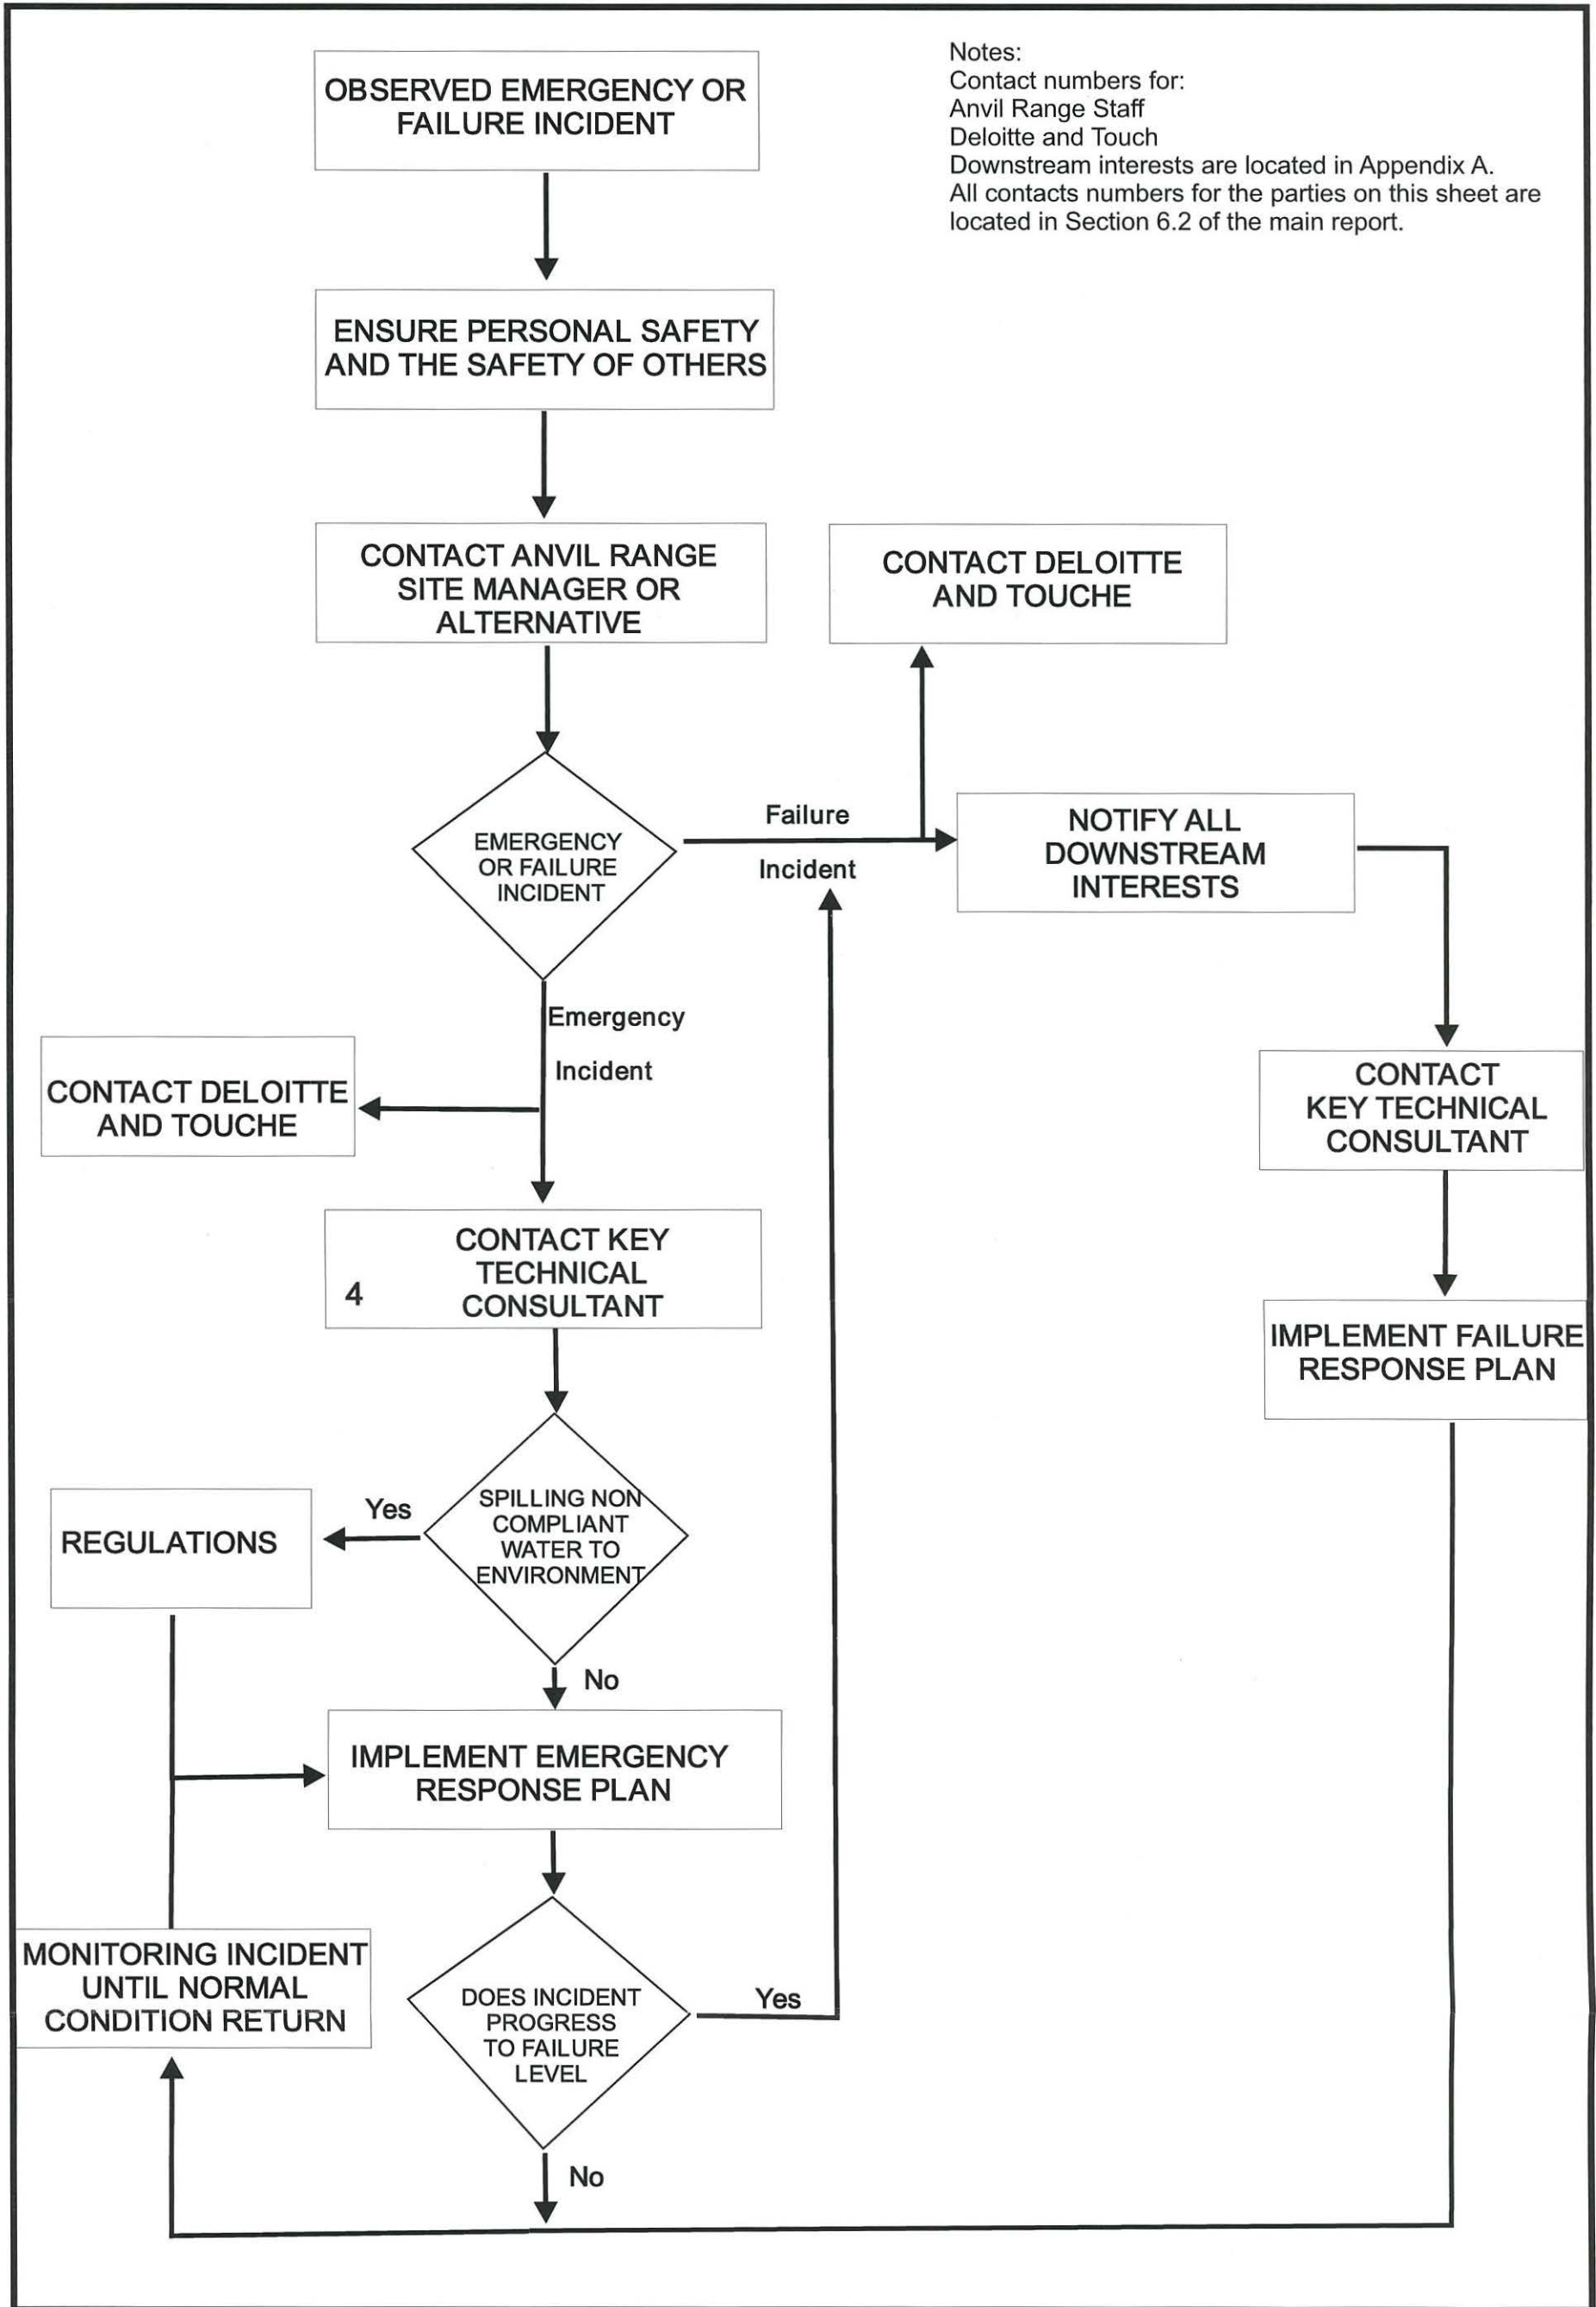 OBSERVED EMERGENCY OR
FAILURE INCIDENT
Notes:
Contact numbers for:
Anvil Range Staff
Deloitte and Touch
Downstream interests are located in Appendix A.
All contacts numbers for the parties on this sheet are
located in Section 6.2 of the main report.
ENSURE PERSONAL SAFETY
AND THE SAFETY OF OTHERS
CONTACT ANVIL RANGE
SITE MANAGER OR
ALTERNATIVE
CONTACT DELOITTE
AND TOUCHE
EMERGENCY
OR FAILURE
INCIDENT
Failure
Incident
NOTIFY ALL
DOWNSTREAM
INTERESTS
Emergency
Incident
CONTACT DELOITTE
AND TOUCHE
CONTACT
KEY TECHNICAL
CONSULTANT
CONTACT KEY
TECHNICAL
4 CONSULTANT
IMPLEMENT FAILURE
RESPONSE PLAN
SPILLING NON
COMPLIANT
WATER TO
ENVIRONMENT
Yes
REGULATIONS
No
IMPLEMENT EMERGENCY
RESPONSE PLAN
MONITORING INCIDENT
UNTIL NORMAL
CONDITION RETURN
DOES INCIDENT
PROGRESS
TO FAILURE
LEVEL
Yes
No